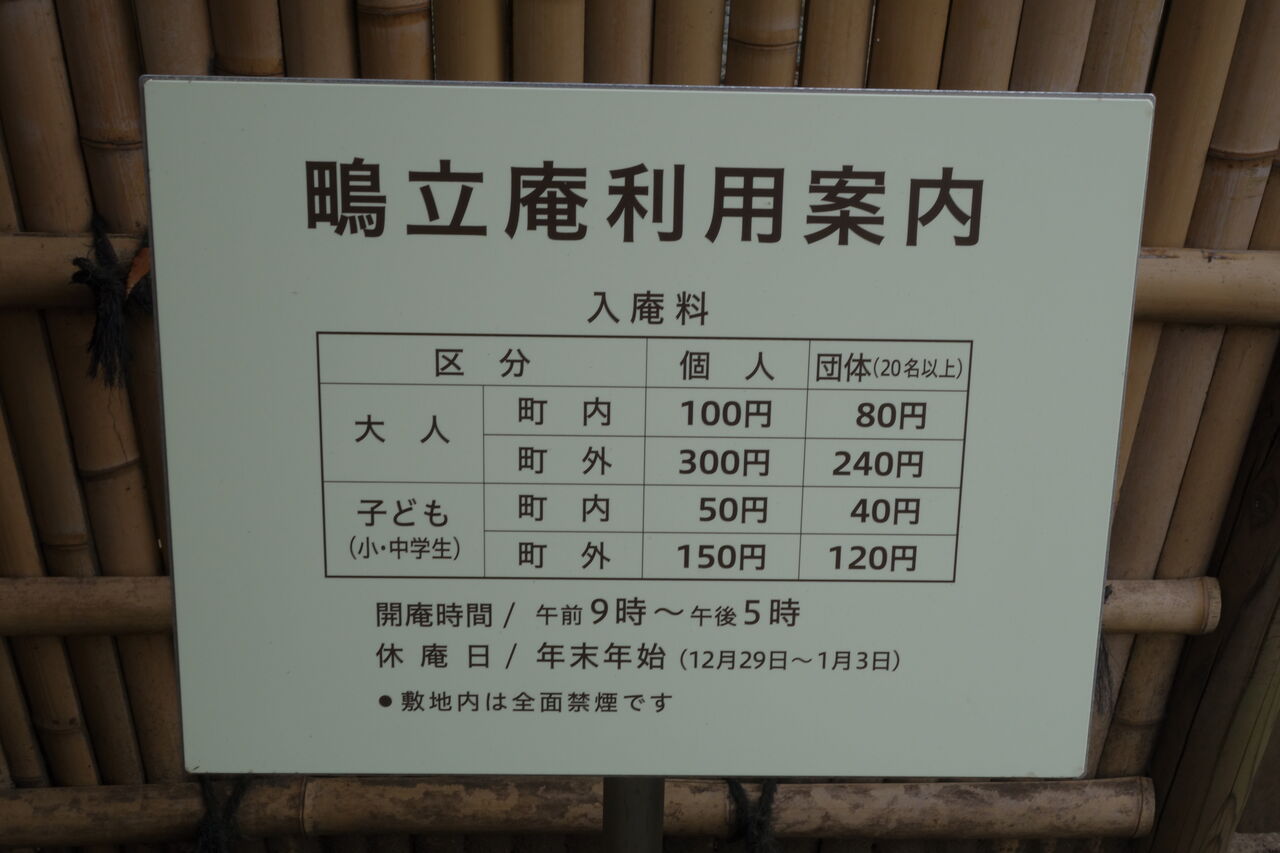 鴫立庵利用案内
入庵料
区 分 個 人 団体(20名以上)
大 人 町 内 100円 80円
町 外 300円 240円
子ども(小・中学生) 町 内 50円 40円
町 外 150円 120円
開庵時間 / 午前9時〜午後5時
休 庵 日 / 年末年始(12月29日〜1月3日)
●敷地内は全面禁煙です